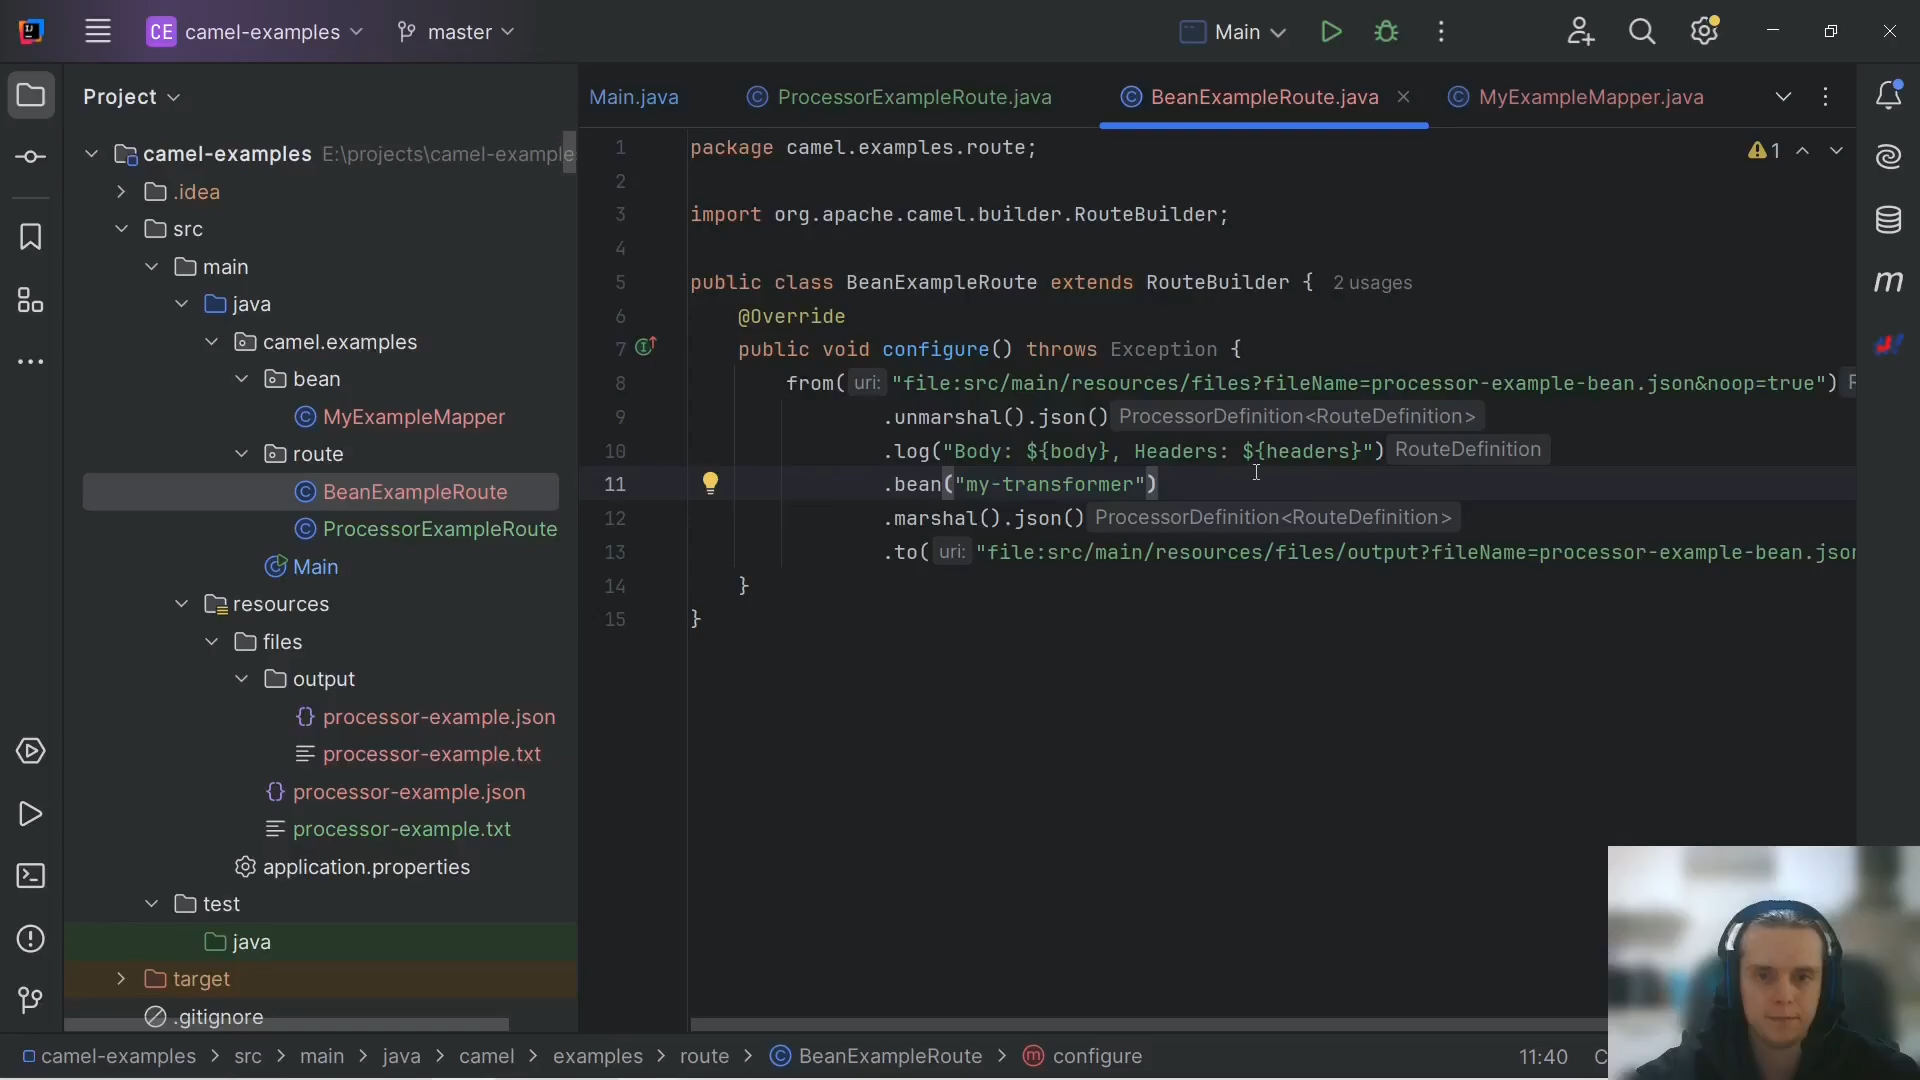 CE camel-examples master Main
Project
Main.java ProcessorExampleRoute.java BeanExampleRoute.java MyExampleMapper.java
camel-examples E:\projects\camel-example
.idea
src
main
java
camel.examples
bean
MyExampleMapper
route
BeanExampleRoute
ProcessorExampleRoute
Main
resources
files
output
processor-example.json
processor-example.txt
processor-example.json
processor-example.txt
application.properties
test
java
target
.gitignore
1 package camel.examples.route;
2
3 import org.apache.camel.builder.RouteBuilder;
4
5 public class BeanExampleRoute extends RouteBuilder { 2 usages
6 @Override
7 public void configure() throws Exception {
8 from( uri: "file:src/main/resources/files?fileName=processor-example-bean.json&noop=true")
9 .unmarshal().json() ProcessorDefinition<RouteDefinition>
10 .log("Body: ${body}, Headers: ${headers}") RouteDefinition
11 .bean("my-transformer")
12 .marshal().json() ProcessorDefinition<RouteDefinition>
13 .to( uri: "file:src/main/resources/files/output?fileName=processor-example-bean.json
14 }
15 }
1
m
camel-examples > src > main > java > camel > examples > route > BeanExampleRoute > configure
11:40